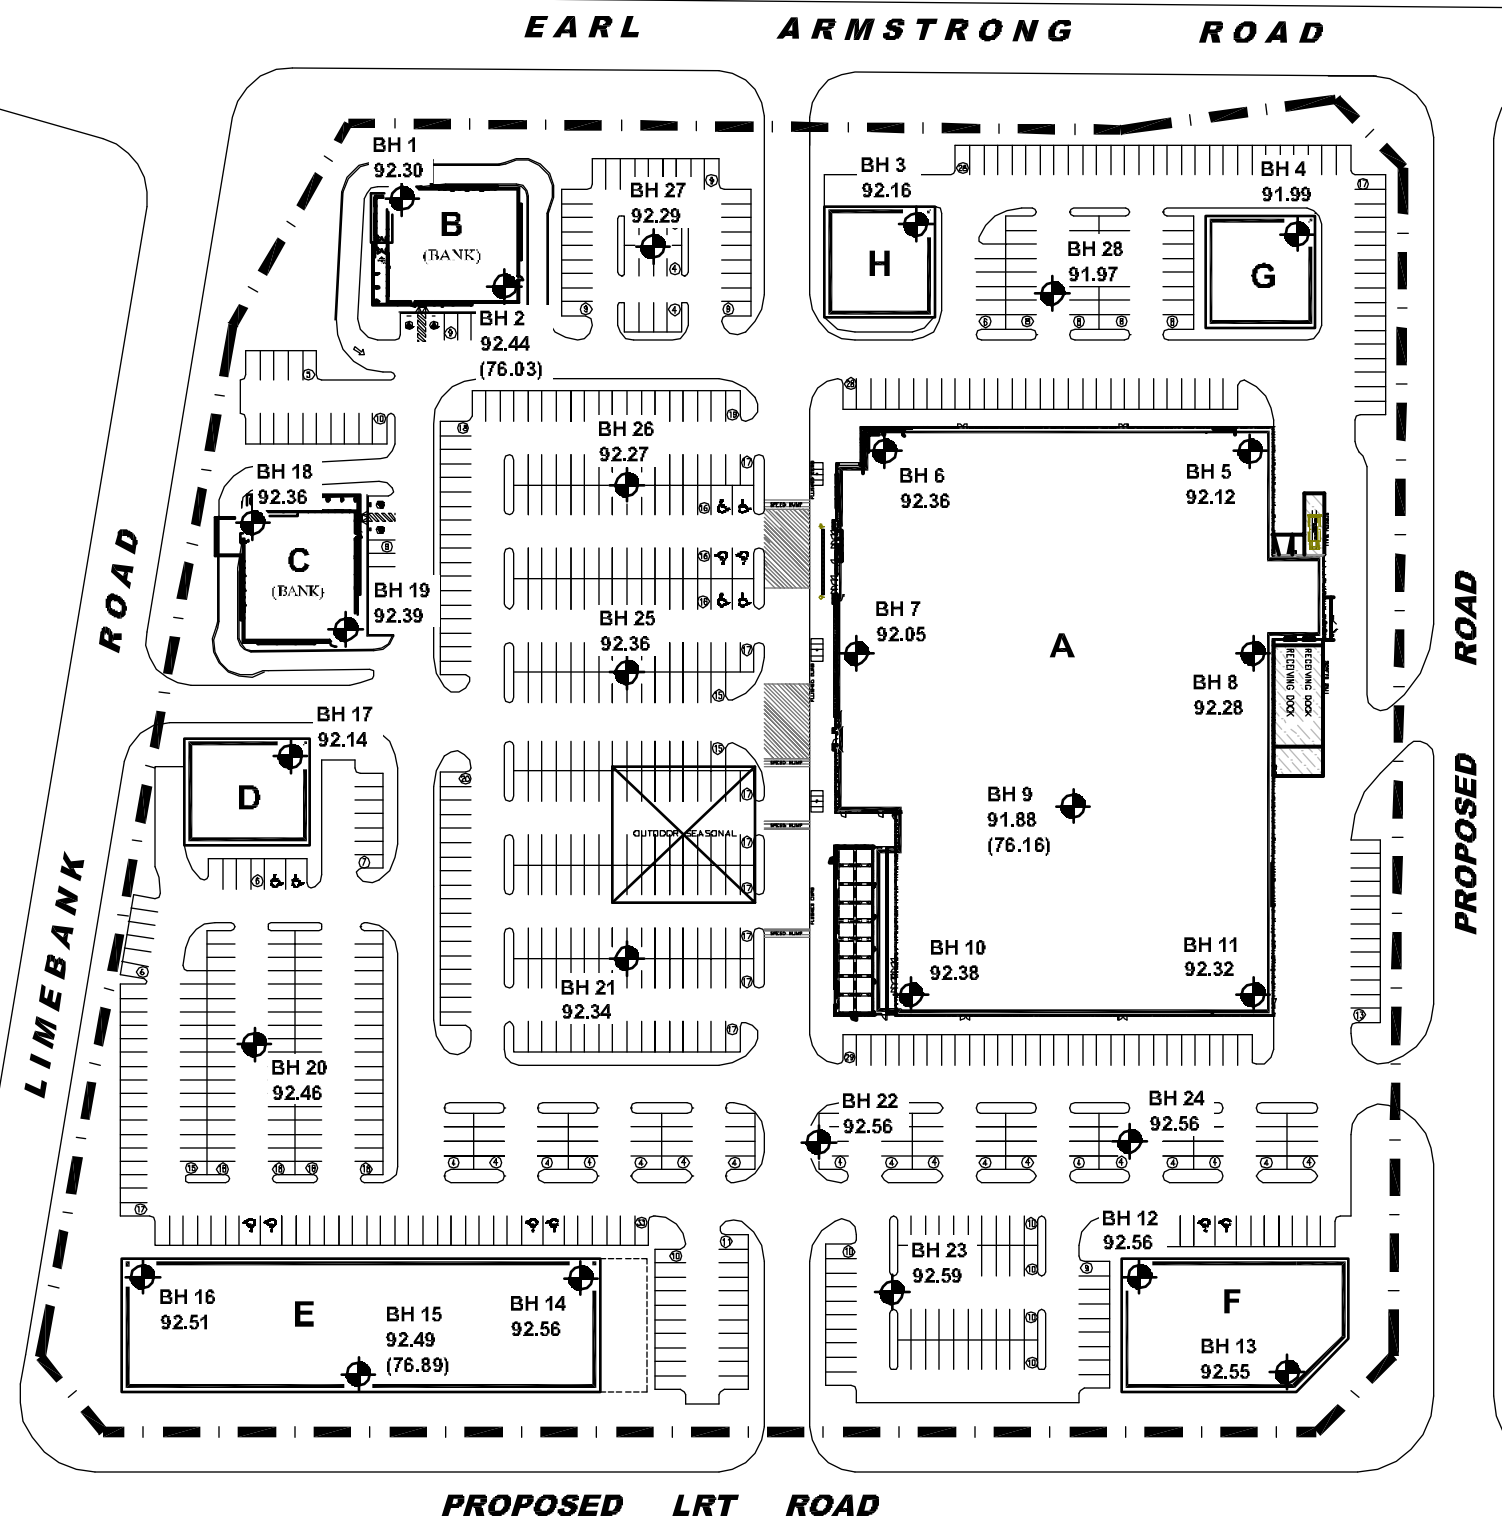 EARL ARMSTRONG ROAD
BH 1
92.30
B
(BANK)
BH 2
92.44
(76.03)
BH 27
92.29
BH 3
92.16
H
BH 28
91.97
BH 4
91.99
G
BH 26
92.27
BH 6
92.36
BH 5
92.12
BH 18
92.36
C
(BANK)
BH 19
92.39
BH 25
92.36
BH 7
92.05
A
BH 8
92.28
RECEIVING DOCK
RECEIVING DOCK
BH 17
92.14
D
OUTDOOR SEASONAL
BH 9
91.88
(76.16)
BH 10
92.38
BH 11
92.32
BH 21
92.34
BH 20
92.46
BH 22
92.56
BH 24
92.56
BH 16
92.51
E
BH 15
92.49
(76.89)
BH 14
92.56
BH 23
92.59
BH 12
92.56
F
BH 13
92.55
LIMEBANK ROAD
PROPOSED ROAD
PROPOSED LRT ROAD